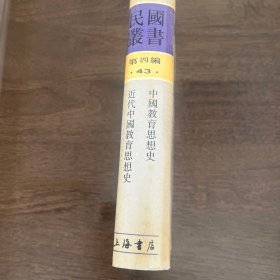 民國
叢書
第四編
·43·
中國教育思想史
近代中國教育思想史
上海書店